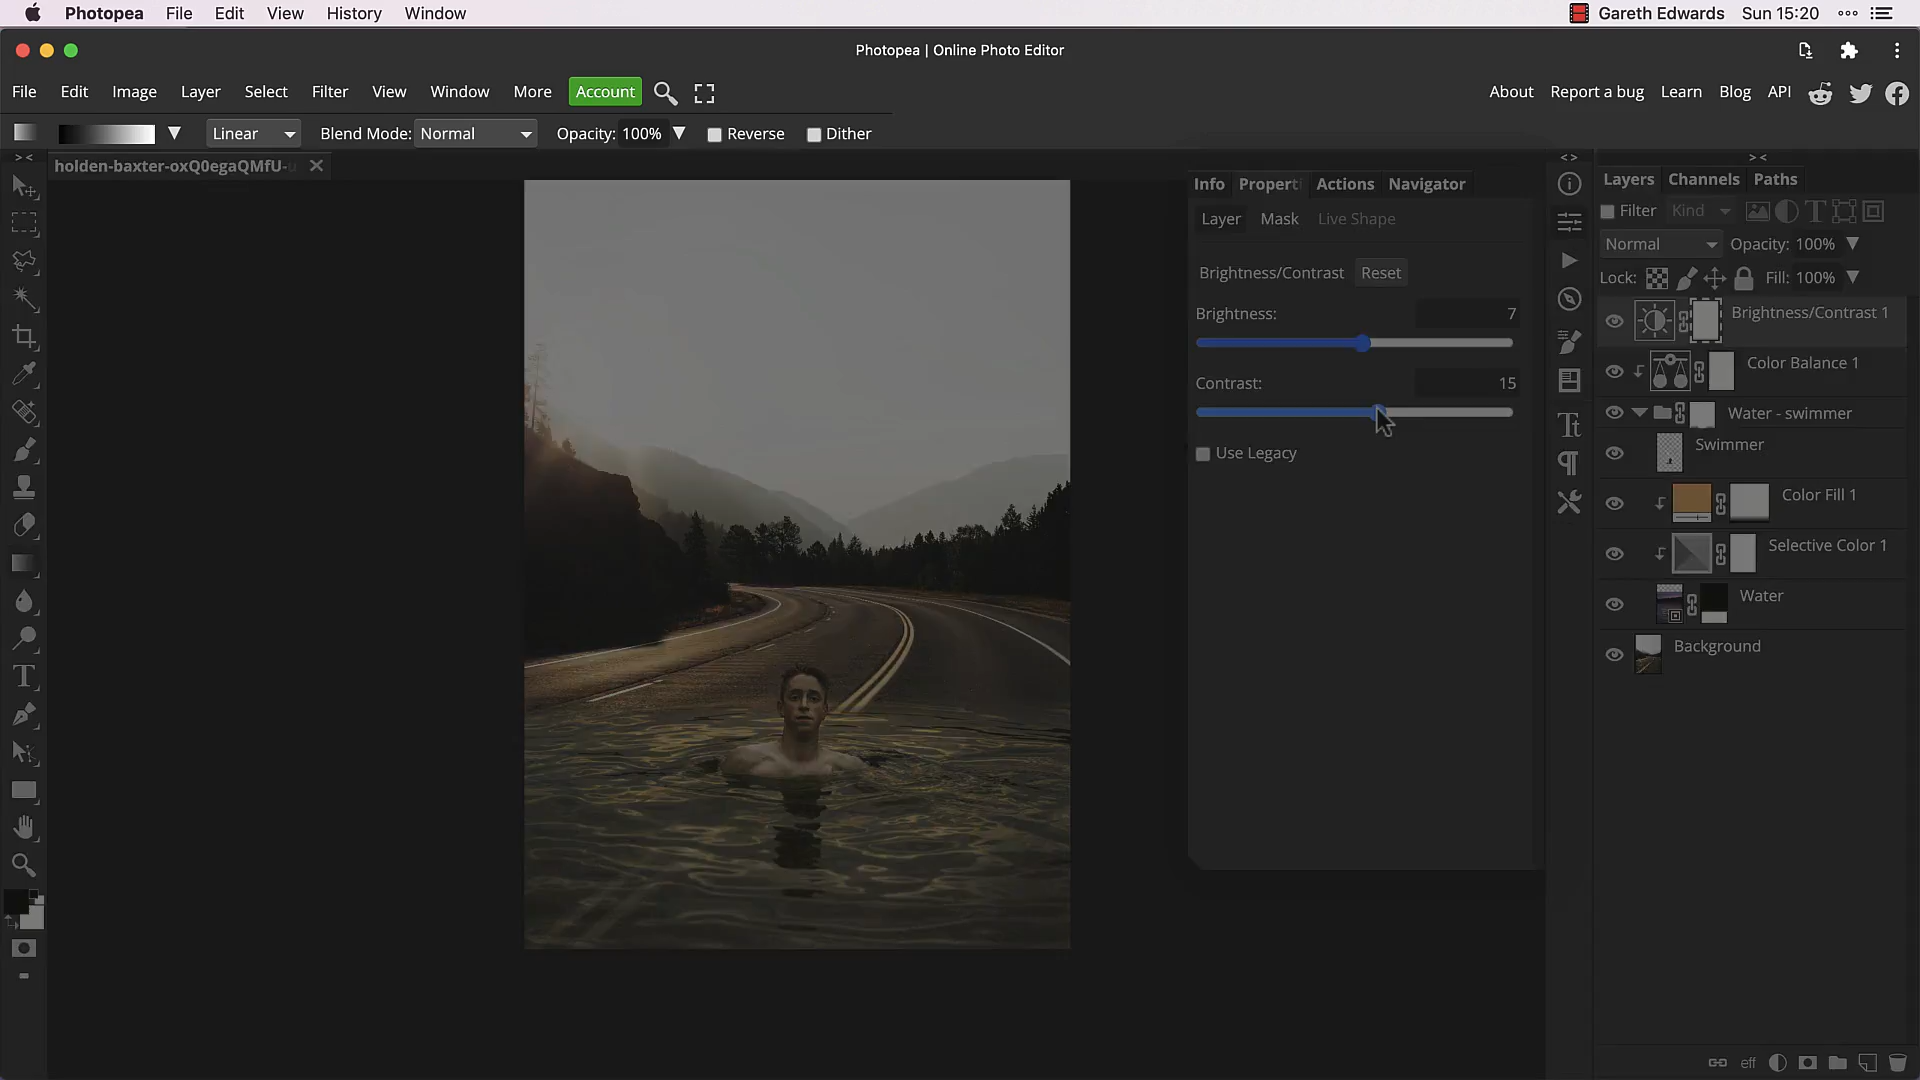 Photopea File Edit View History Window Gareth Edwards Sun 15:20
Photopea | Online Photo Editor
File Edit Image Layer Select Filter View Window More Account About Report a bug Learn Blog API
Linear Blend Mode: Normal Opacity: 100% Reverse Dither
holden-baxter-oxQ0egaQMfU-
Info Properti Actions Navigator
Layers Channels Paths
Layer Mask Live Shape
Filter Kind
Normal Opacity: 100%
Lock: Fill: 100%
Brightness/Contrast Reset
Brightness: 7
Contrast: 15
Use Legacy
Brightness/Contrast 1
Color Balance 1
Water - swimmer
Swimmer
Color Fill 1
Selective Color 1
Water
Background
eff